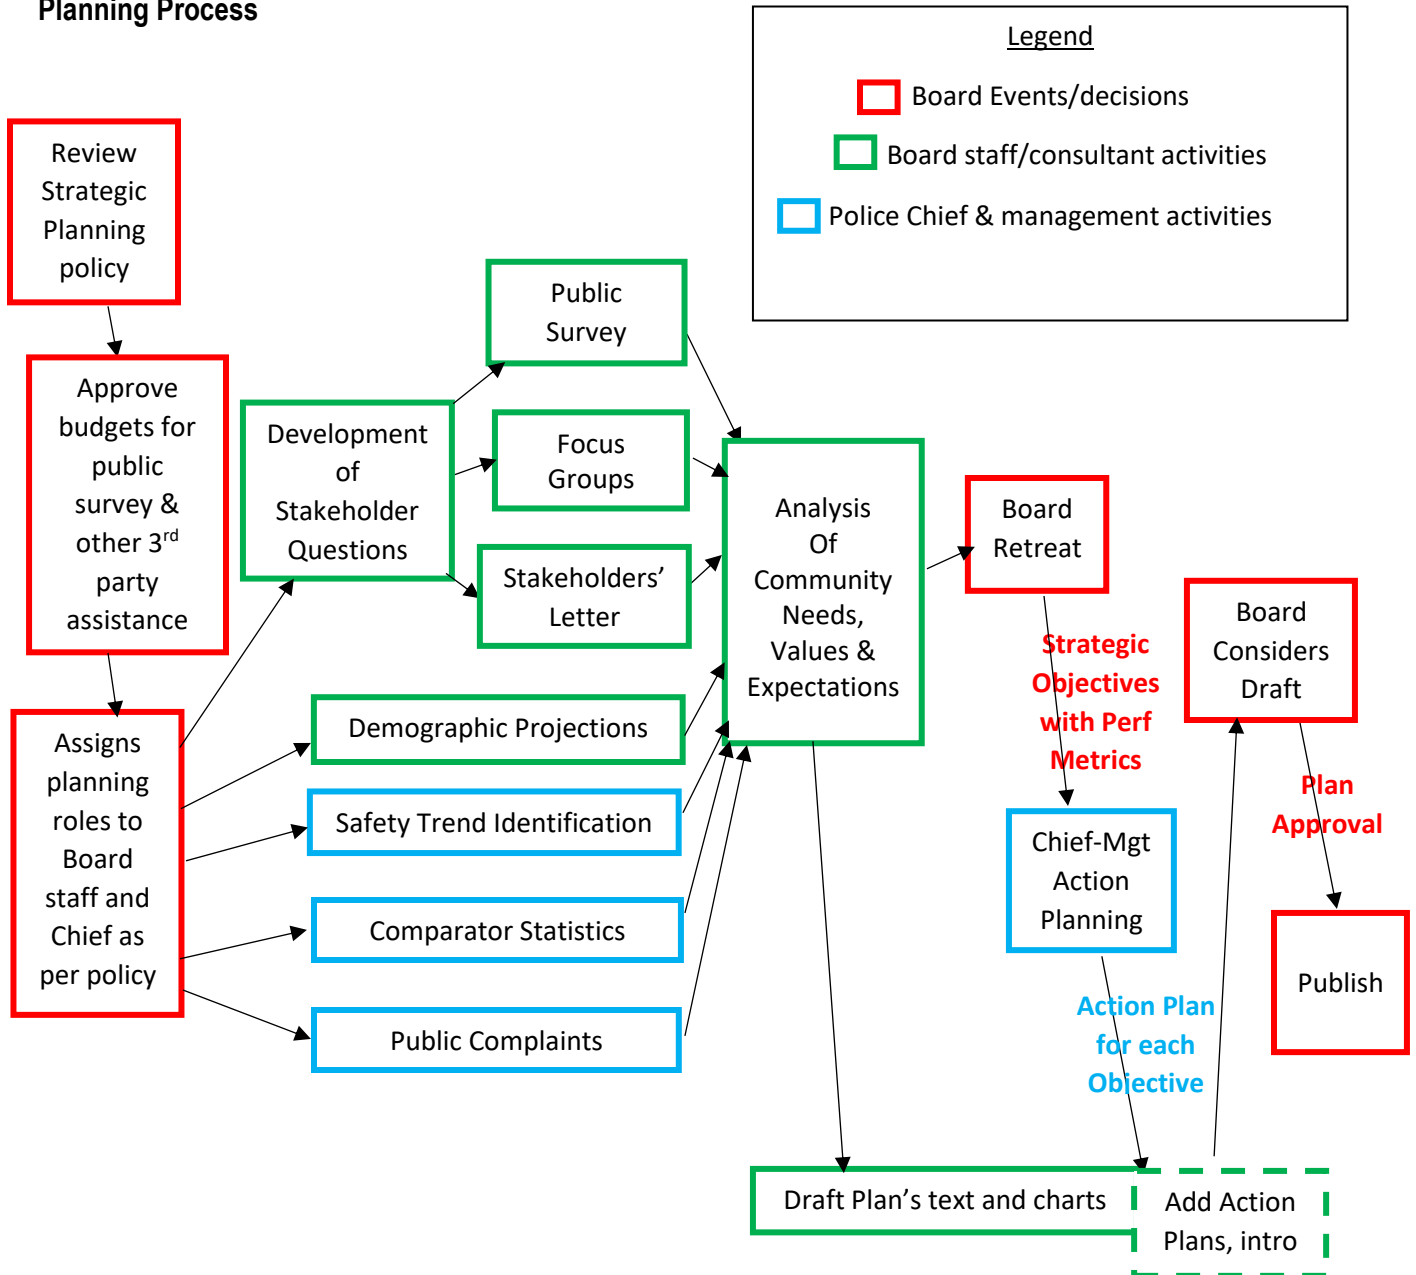 Planning Process
Legend
Board Events/decisions
Board staff/consultant activities
Police Chief & management activities
Review
Strategic
Planning
policy
Approve
budgets for
public
survey &
other 3rd
party
assistance
Assigns
planning
roles to
Board
staff and
Chief as
per policy
Development
of
Stakeholder
Questions
Public
Survey
Focus
Groups
Stakeholders’
Letter
Demographic Projections
Safety Trend Identification
Comparator Statistics
Public Complaints
Analysis
Of
Community
Needs,
Values &
Expectations
Board
Retreat
Strategic
Objectives
with Perf
Metrics
Chief-Mgt
Action
Planning
Action Plan
for each
Objective
Draft Plan’s text and charts
Add Action
Plans, intro
Board
Considers
Draft
Plan
Approval
Publish